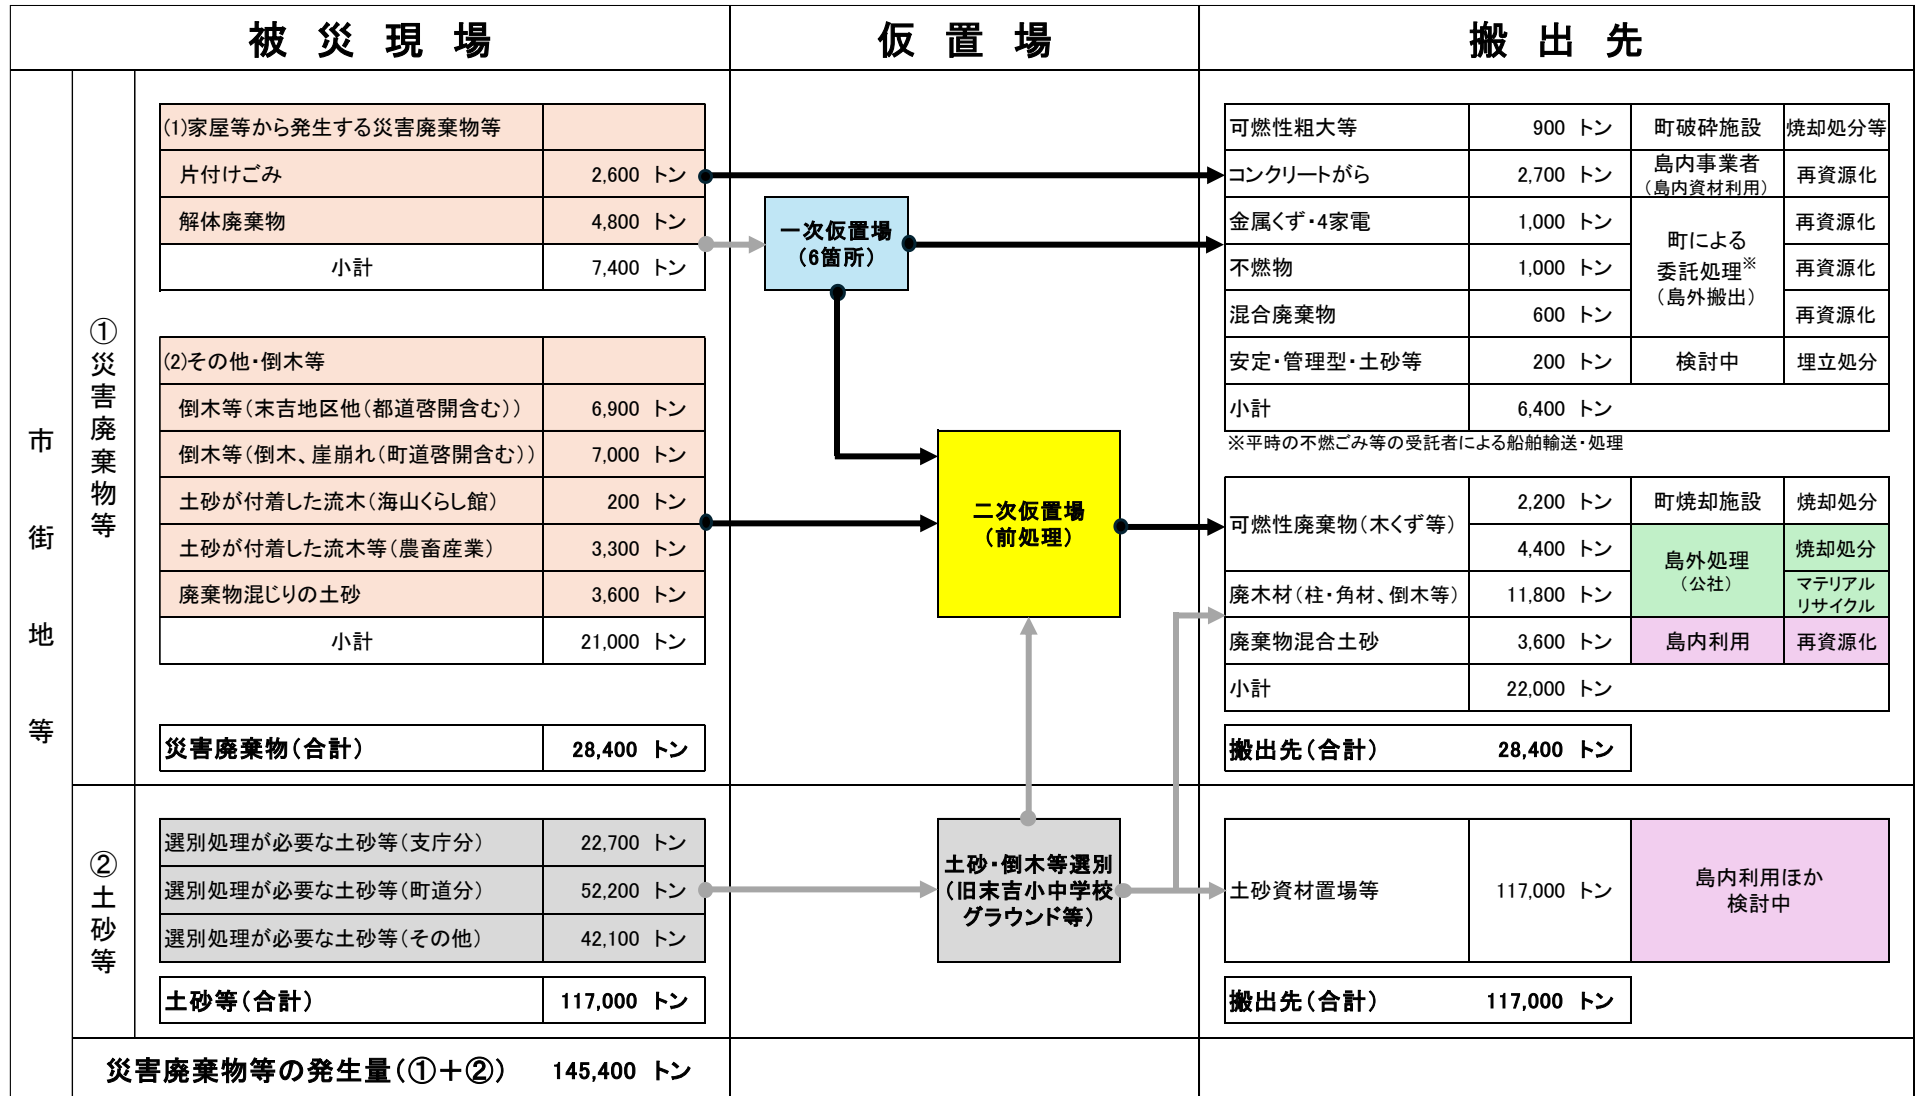 被災現場
仮置場
搬出先
市街地等
①災害廃棄物等
(1)家屋等から発生する災害廃棄物等
片付けごみ 2,600 トン
解体廃棄物 4,800 トン
小計 7,400 トン
(2)その他・倒木等
倒木等(末吉地区他(都道啓開含む)) 6,900 トン
倒木等(倒木、崖崩れ(町道啓開含む)) 7,000 トン
土砂が付着した流木(海山くらし館) 200 トン
土砂が付着した流木等(農畜産業) 3,300 トン
廃棄物混じりの土砂 3,600 トン
小計 21,000 トン
災害廃棄物(合計) 28,400 トン
一次仮置場
(6箇所)
二次仮置場
(前処理)
可燃性粗大等 900 トン 町破砕施設 焼却処分等
コンクリートがら 2,700 トン 島内事業者 再資源化
(島内資材利用)
金属くず・4家電 1,000 トン 再資源化
町による
委託処理※
(島外搬出)
不燃物 1,000 トン 再資源化
混合廃棄物 600 トン 再資源化
安定・管理型・土砂等 200 トン 検討中 埋立処分
小計 6,400 トン
※平時の不燃ごみ等の受託者による船舶輸送・処理
可燃性廃棄物(木くず等) 2,200 トン 町焼却施設 焼却処分
4,400 トン 島外処理 焼却処分
(公社)
廃木材(柱・角材、倒木等) 11,800 トン マテリアル
リサイクル
廃棄物混合土砂 3,600 トン 島内利用 再資源化
小計 22,000 トン
搬出先(合計) 28,400 トン
②土砂等
選別処理が必要な土砂等(支庁分) 22,700 トン
選別処理が必要な土砂等(町道分) 52,200 トン
選別処理が必要な土砂等(その他) 42,100 トン
土砂等(合計) 117,000 トン
土砂・倒木等選別
(旧末吉小中学校
グラウンド等)
土砂資材置場等 117,000 トン 島内利用ほか
検討中
搬出先(合計) 117,000 トン
災害廃棄物等の発生量(①+②) 145,400 トン